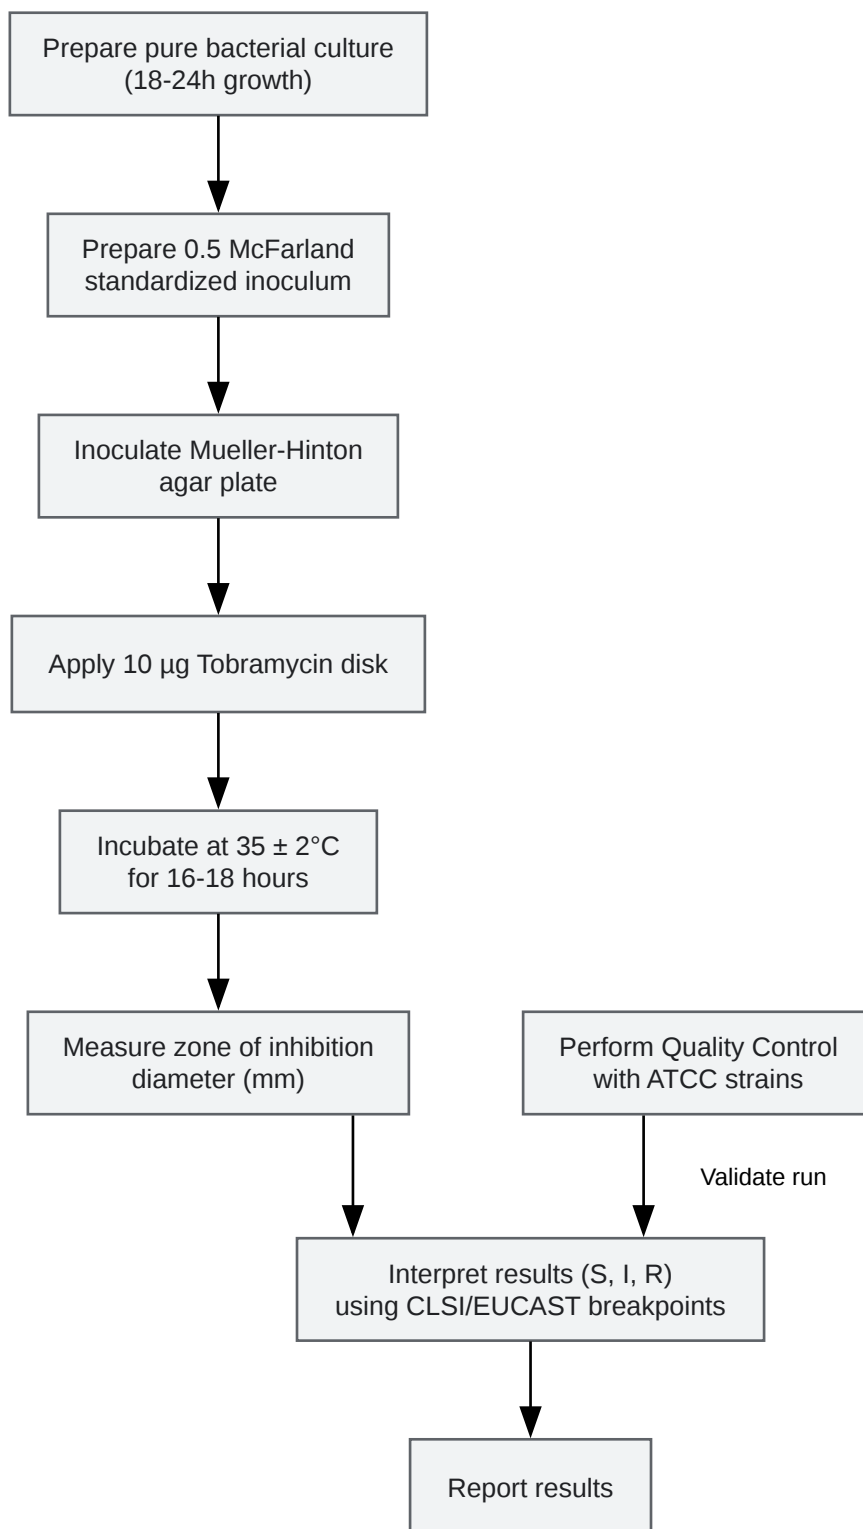 Prepare pure bacterial culture
(18-24h growth)
Prepare 0.5 McFarland
standardized inoculum
Inoculate Mueller-Hinton
agar plate
Apply 10 µg Tobramycin disk
Incubate at 35 ± 2°C
for 16-18 hours
Measure zone of inhibition
diameter (mm)
Perform Quality Control
with ATCC strains
Validate run
Interpret results (S, I, R)
using CLSI/EUCAST breakpoints
Report results